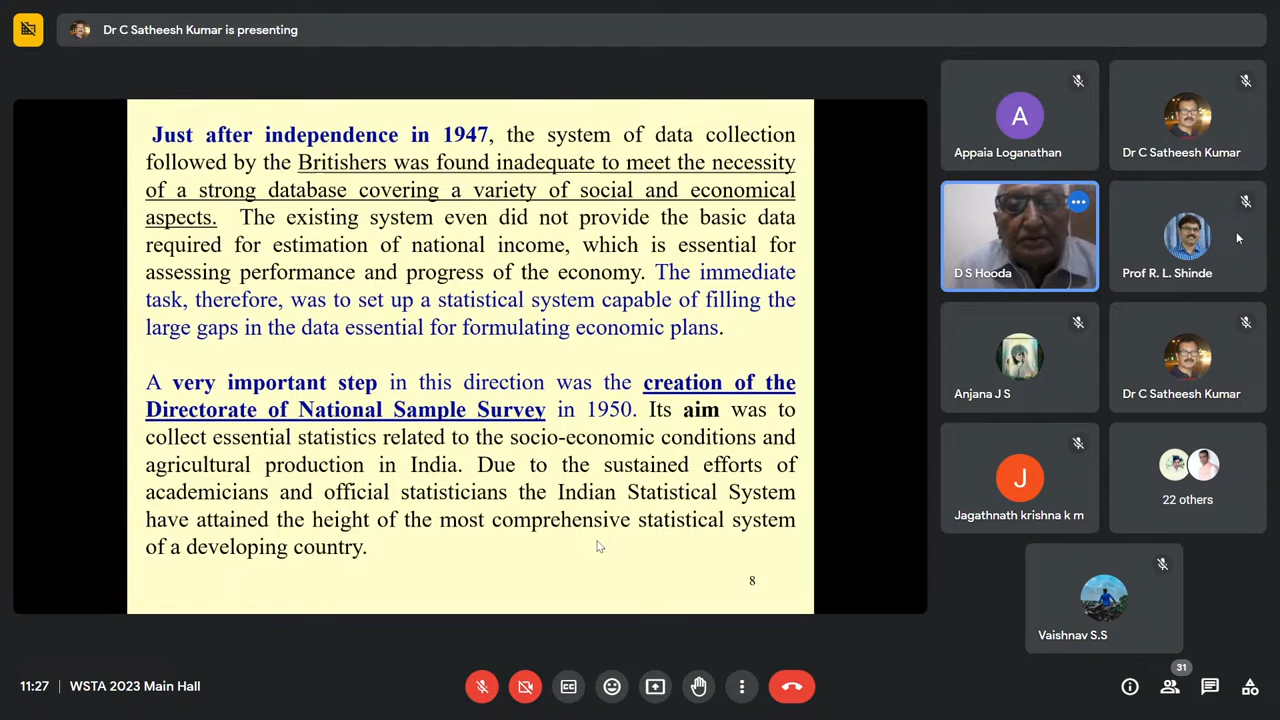 Dr C Satheesh Kumar is presenting
Just after independence in 1947, the system of data collection
followed by the Britishers was found inadequate to meet the necessity
of a strong database covering a variety of social and economical
aspects. The existing system even did not provide the basic data
required for estimation of national income, which is essential for
assessing performance and progress of the economy. The immediate
task, therefore, was to set up a statistical system capable of filling the
large gaps in the data essential for formulating economic plans.
A very important step in this direction was the creation of the
Directorate of National Sample Survey in 1950. Its aim was to
collect essential statistics related to the socio-economic conditions and
agricultural production in India. Due to the sustained efforts of
academicians and official statisticians the Indian Statistical System
have attained the height of the most comprehensive statistical system
of a developing country.
8
A
Appaia Loganathan
Dr C Satheesh Kumar
D S Hooda
Prof R. L. Shinde
Anjana J S
Dr C Satheesh Kumar
J
Jagathnath krishna k m
22 others
Vaishnav S.S
11:27 | WSTA 2023 Main Hall
31